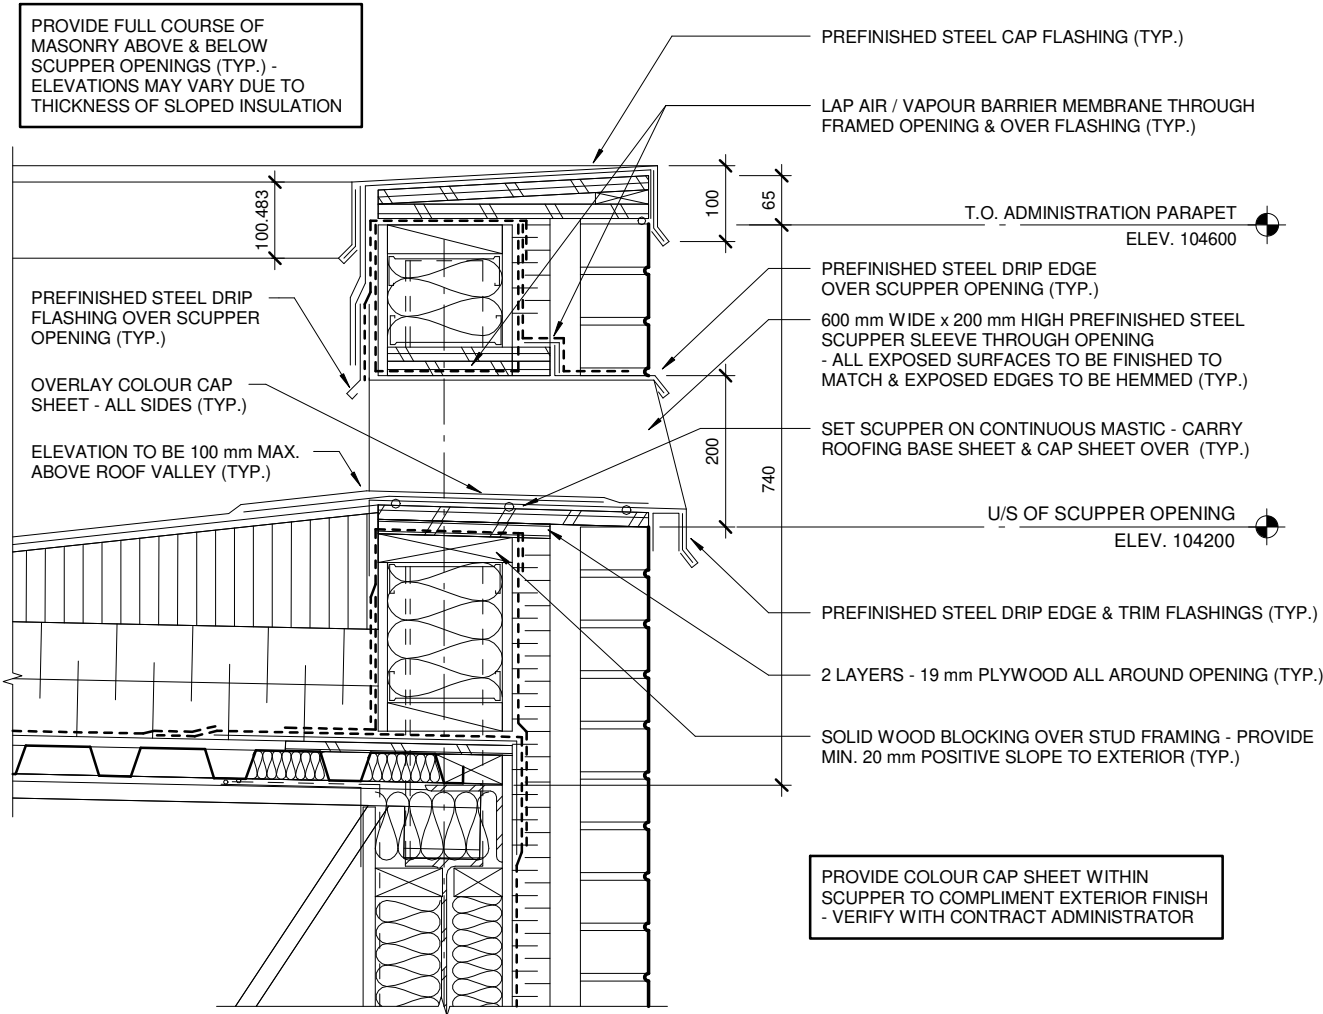 PROVIDE FULL COURSE OF
MASONRY ABOVE & BELOW
SCUPPER OPENINGS (TYP.) -
ELEVATIONS MAY VARY DUE TO
THICKNESS OF SLOPED INSULATION
PREFINISHED STEEL CAP FLASHING (TYP.)
LAP AIR / VAPOUR BARRIER MEMBRANE THROUGH
FRAMED OPENING & OVER FLASHING (TYP.)
100.483
100
65
T.O. ADMINISTRATION PARAPET
ELEV. 104600
PREFINISHED STEEL DRIP EDGE
OVER SCUPPER OPENING (TYP.)
PREFINISHED STEEL DRIP
FLASHING OVER SCUPPER
OPENING (TYP.)
600 mm WIDE x 200 mm HIGH PREFINISHED STEEL
SCUPPER SLEEVE THROUGH OPENING
- ALL EXPOSED SURFACES TO BE FINISHED TO
MATCH & EXPOSED EDGES TO BE HEMMED (TYP.)
OVERLAY COLOUR CAP
SHEET - ALL SIDES (TYP.)
SET SCUPPER ON CONTINUOUS MASTIC - CARRY
ROOFING BASE SHEET & CAP SHEET OVER (TYP.)
ELEVATION TO BE 100 mm MAX.
ABOVE ROOF VALLEY (TYP.)
200
740
U/S OF SCUPPER OPENING
ELEV. 104200
PREFINISHED STEEL DRIP EDGE & TRIM FLASHINGS (TYP.)
2 LAYERS - 19 mm PLYWOOD ALL AROUND OPENING (TYP.)
SOLID WOOD BLOCKING OVER STUD FRAMING - PROVIDE
MIN. 20 mm POSITIVE SLOPE TO EXTERIOR (TYP.)
PROVIDE COLOUR CAP SHEET WITHIN
SCUPPER TO COMPLIMENT EXTERIOR FINISH
- VERIFY WITH CONTRACT ADMINISTRATOR